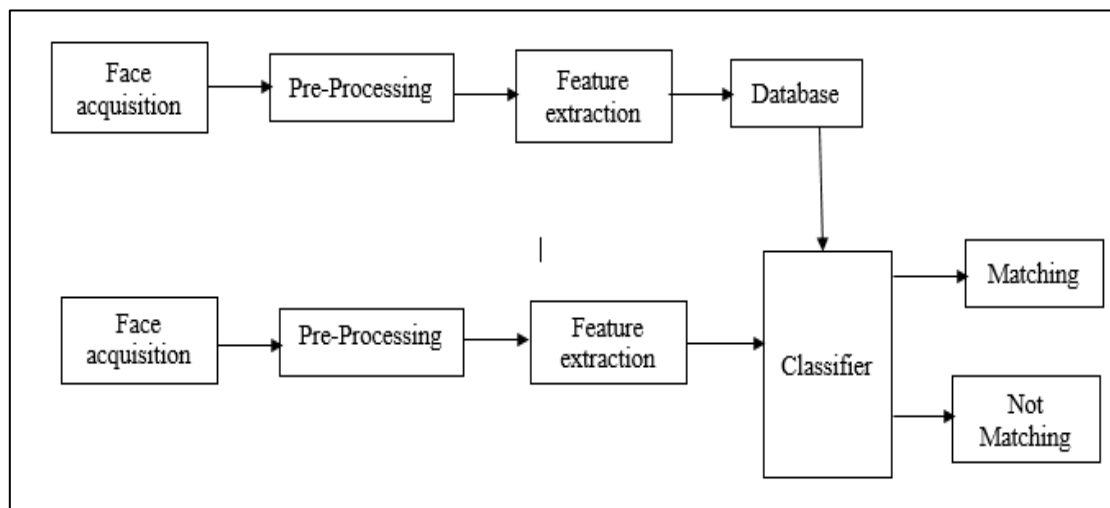 Face
acquisition
Pre-Processing
Feature
extraction
Database
Face
acquisition
Pre-Processing
Feature
extraction
Classifier
Matching
Not
Matching